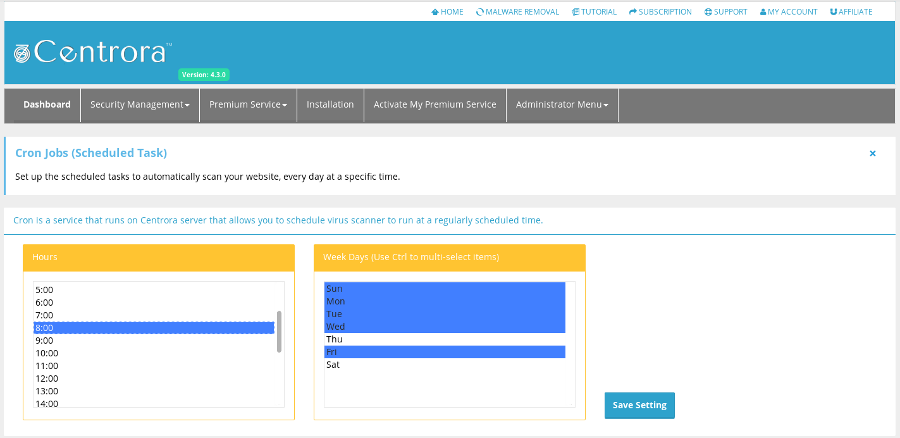 HOME MALWARE REMOVAL TUTORIAL SUBSCRIPTION SUPPORT MY ACCOUNT AFFILIATE
Centrora™
Version: 4.3.0
Dashboard Security Management Premium Service Installation Activate My Premium Service Administrator Menu
Cron Jobs (Scheduled Task)
×
Set up the scheduled tasks to automatically scan your website, every day at a specific time.
Cron is a service that runs on Centrora server that allows you to schedule virus scanner to run at a regularly scheduled time.
Hours
5:00
6:00
7:00
8:00
9:00
10:00
11:00
12:00
13:00
14:00
Week Days (Use Ctrl to multi-select items)
Sun
Mon
Tue
Wed
Thu
Fri
Sat
Save Setting